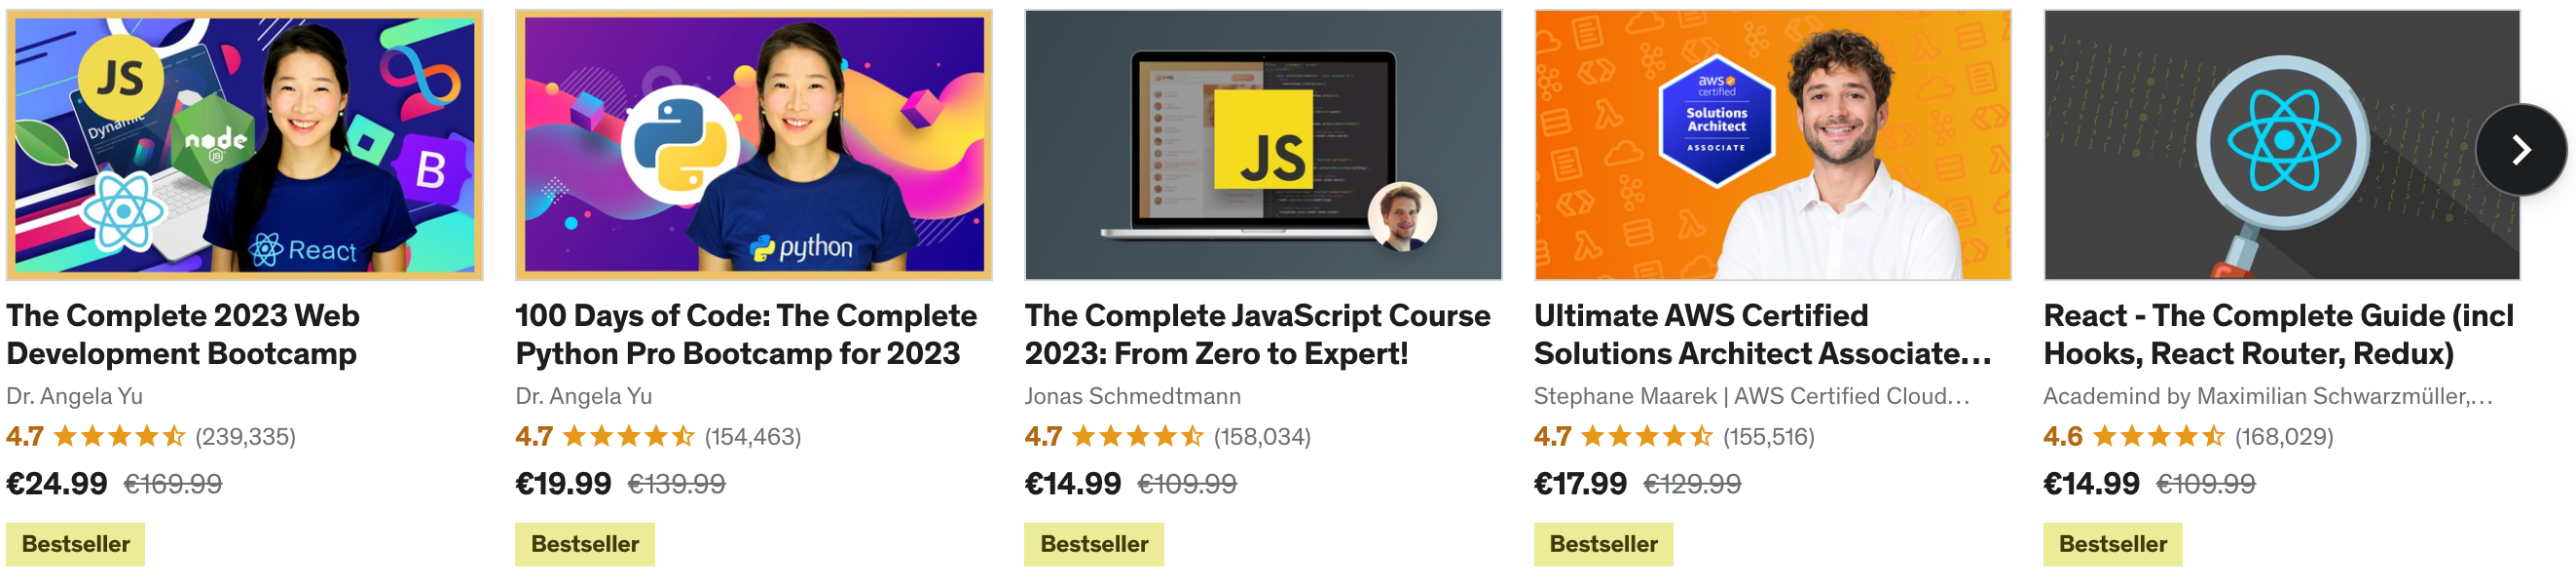 JS
Dynamic
node
JS
B
React
The Complete 2023 Web
Development Bootcamp
Dr. Angela Yu
4.7 (239,335)
€24.99 €169.99
Bestseller
python
100 Days of Code: The Complete
Python Pro Bootcamp for 2023
Dr. Angela Yu
4.7 (154,463)
€19.99 €139.99
Bestseller
JS
The Complete JavaScript Course
2023: From Zero to Expert!
Jonas Schmedtmann
4.7 (158,034)
€14.99 €109.99
Bestseller
aws
certified
Solutions
Architect
ASSOCIATE
Ultimate AWS Certified
Solutions Architect Associate...
Stephane Maarek | AWS Certified Cloud...
4.7 (155,516)
€17.99 €129.99
Bestseller
React - The Complete Guide (incl
Hooks, React Router, Redux)
Academind by Maximilian Schwarzmüller,...
4.6 (168,029)
€14.99 €109.99
Bestseller